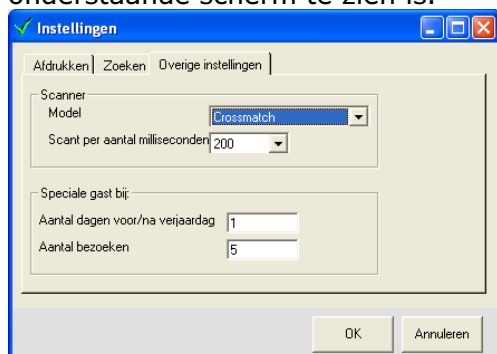 onderstaande scherm te zien is.
Instellingen
Afdrukken Zoeken Overige instellingen
Scanner
Model Crossmatch
Scant per aantal milliseconden 200
Speciale gast bij:
Aantal dagen voor/na verjaardag 1
Aantal bezoeken 5
OK Annuleren